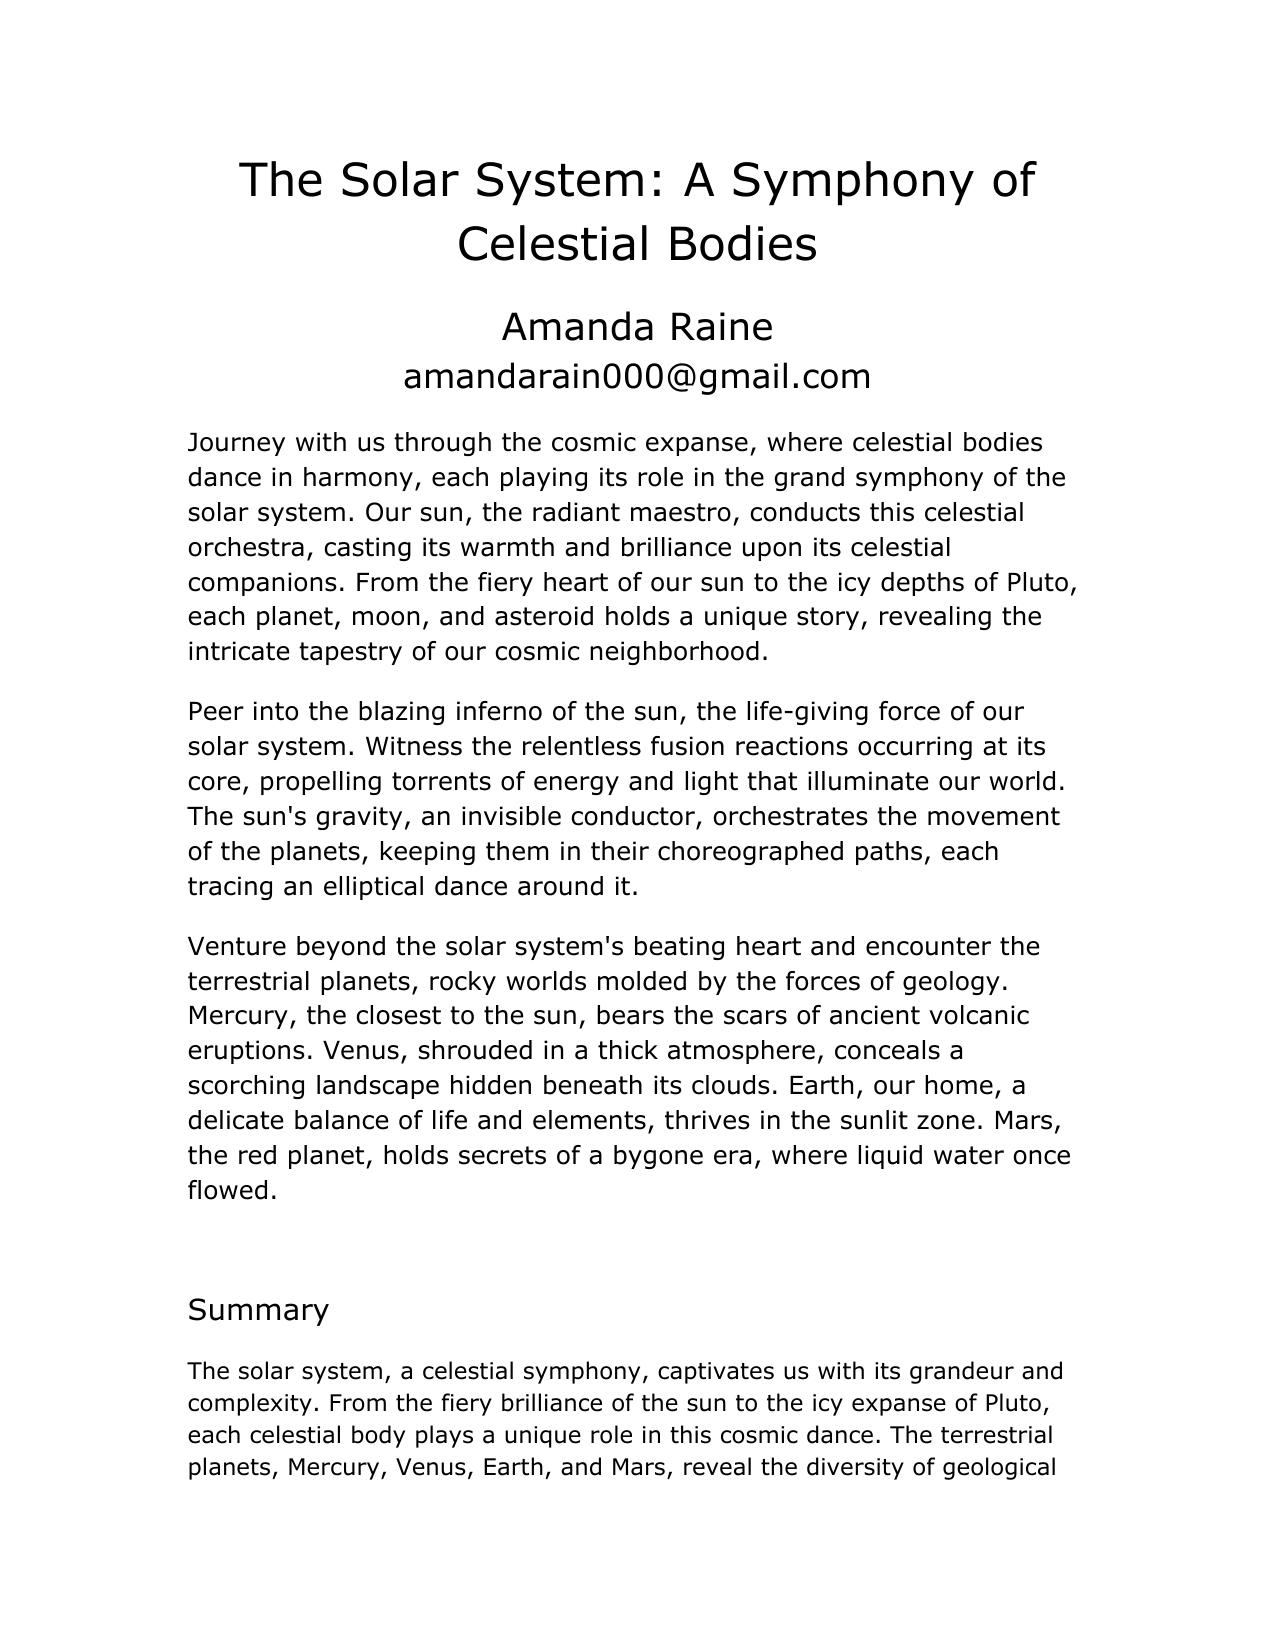 The Solar System: A Symphony of
Celestial Bodies
Amanda Raine
amandarain000@gmail.com
Journey with us through the cosmic expanse, where celestial bodies
dance in harmony, each playing its role in the grand symphony of the
solar system. Our sun, the radiant maestro, conducts this celestial
orchestra, casting its warmth and brilliance upon its celestial
companions. From the fiery heart of our sun to the icy depths of Pluto,
each planet, moon, and asteroid holds a unique story, revealing the
intricate tapestry of our cosmic neighborhood.
Peer into the blazing inferno of the sun, the life-giving force of our
solar system. Witness the relentless fusion reactions occurring at its
core, propelling torrents of energy and light that illuminate our world.
The sun's gravity, an invisible conductor, orchestrates the movement
of the planets, keeping them in their choreographed paths, each
tracing an elliptical dance around it.
Venture beyond the solar system's beating heart and encounter the
terrestrial planets, rocky worlds molded by the forces of geology.
Mercury, the closest to the sun, bears the scars of ancient volcanic
eruptions. Venus, shrouded in a thick atmosphere, conceals a
scorching landscape hidden beneath its clouds. Earth, our home, a
delicate balance of life and elements, thrives in the sunlit zone. Mars,
the red planet, holds secrets of a bygone era, where liquid water once
flowed.
Summary
The solar system, a celestial symphony, captivates us with its grandeur and
complexity. From the fiery brilliance of the sun to the icy expanse of Pluto,
each celestial body plays a unique role in this cosmic dance. The terrestrial
planets, Mercury, Venus, Earth, and Mars, reveal the diversity of geological